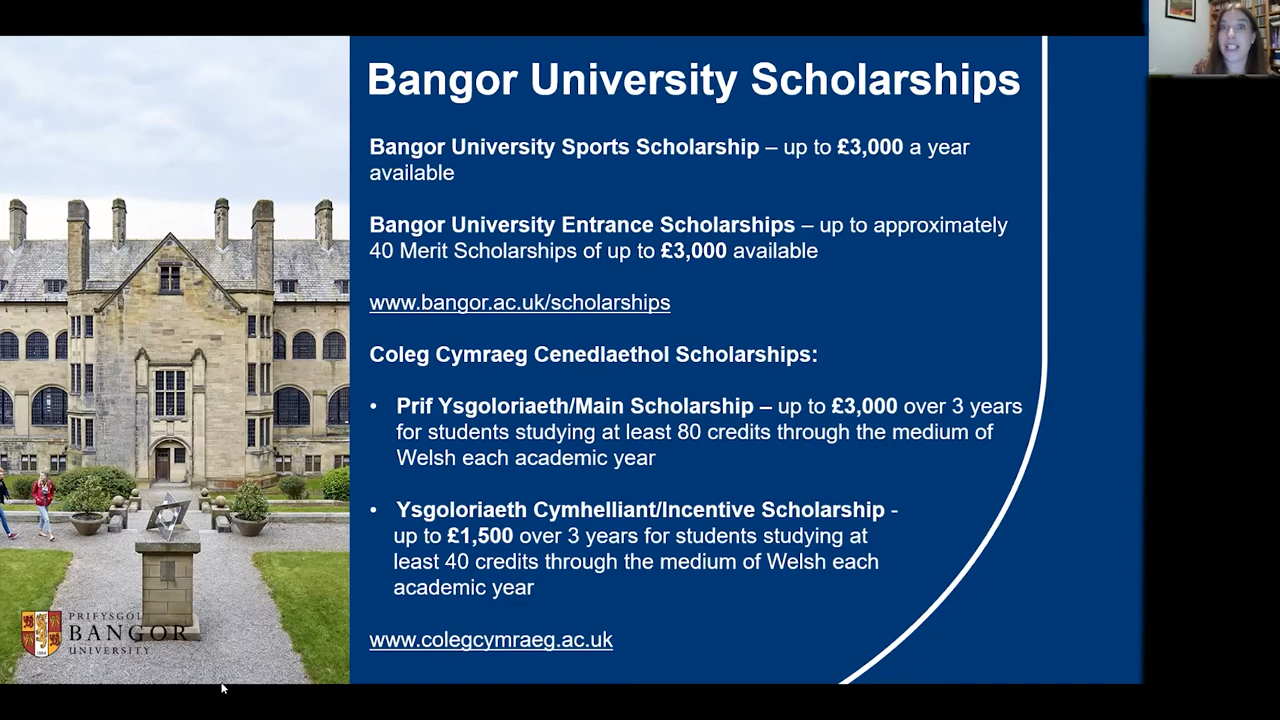 Bangor University Scholarships
Bangor University Sports Scholarship – up to £3,000 a year
available
Bangor University Entrance Scholarships – up to approximately
40 Merit Scholarships of up to £3,000 available
www.bangor.ac.uk/scholarships
Coleg Cymraeg Cenedlaethol Scholarships:
• Prif Ysgoloriaeth/Main Scholarship – up to £3,000 over 3 years
for students studying at least 80 credits through the medium of
Welsh each academic year
• Ysgoloriaeth Cymhelliant/Incentive Scholarship -
up to £1,500 over 3 years for students studying at
least 40 credits through the medium of Welsh each
academic year
www.colegcymraeg.ac.uk
PRIFYSGOL
BANGOR
UNIVERSITY